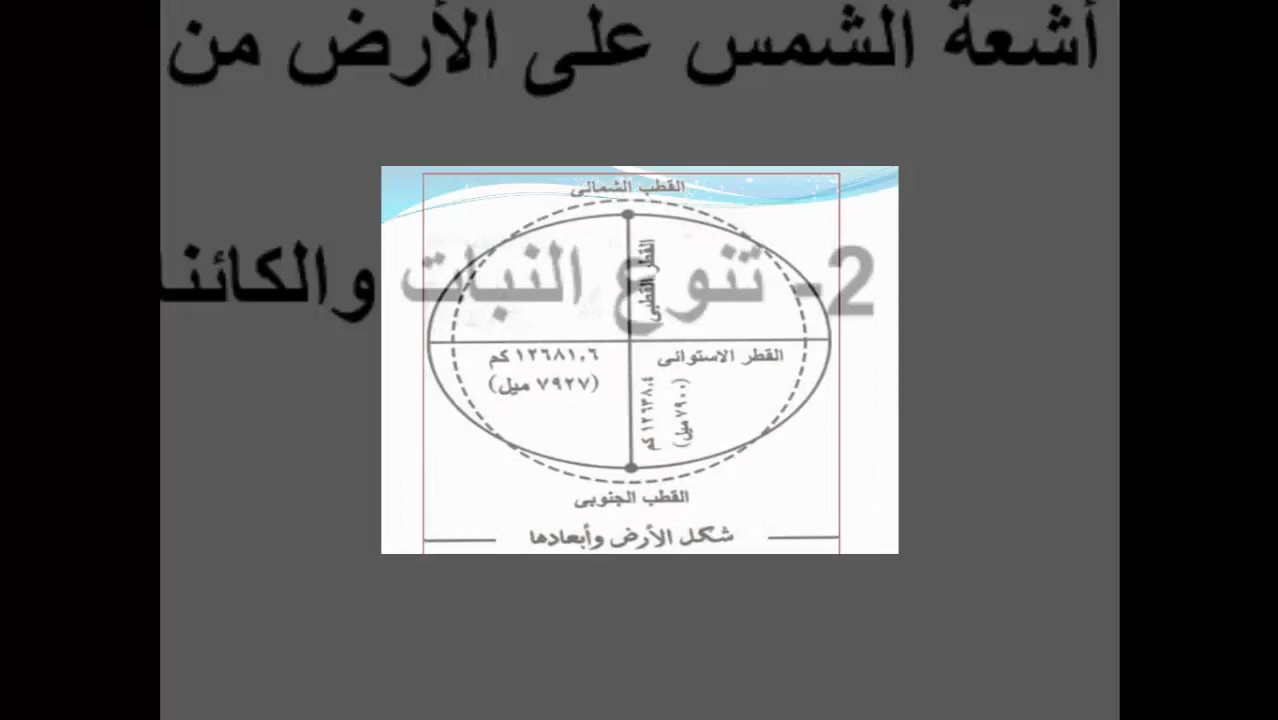 أشعة الشمس على الأرض من
القطب الشمالى
القطر القطبى
2- تنوع النبات والكائنا
القطر الاستوائى
١٢٦٨١,٦ كم
(٧٩٢٧ ميل)
١٢٦٣٨,٤ كم
(٧٩٠٠ ميل)
القطب الجنوبى
شكل الأرض وأبعادها